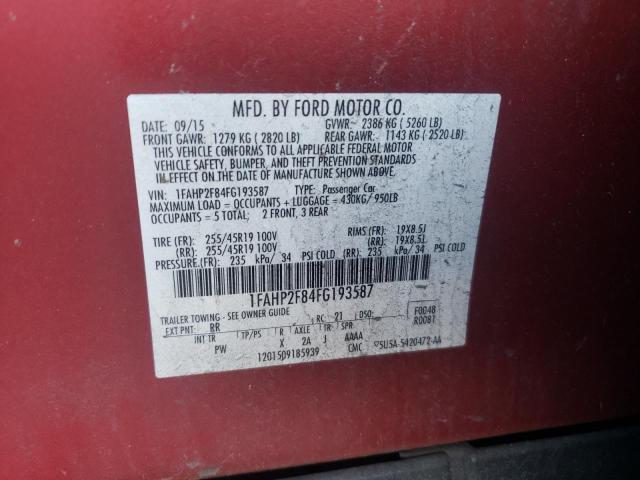 MFD. BY FORD MOTOR CO.
DATE: 09/15 GVWR: 2386 KG ( 5260 LB)
FRONT GAWR: 1279 KG ( 2820 LB) REAR GAWR: 1143 KG ( 2520 LB)
THIS VEHICLE CONFORMS TO ALL APPLICABLE FEDERAL MOTOR
VEHICLE SAFETY, BUMPER, AND THEFT PREVENTION STANDARDS
IN EFFECT ON THE DATE OF MANUFACTURE SHOWN ABOVE.
VIN: 1FAHP2F84FG193587 TYPE: Passenger Car
MAXIMUM LOAD = OCCUPANTS + LUGGAGE = 430KG/ 950LB
OCCUPANTS = 5 TOTAL; 2 FRONT, 3 REAR
TIRE (FR): 255/45R19 100V RIMS (FR): 19X8.5J
(RR): 255/45R19 100V (RR): 19X8.5J
PRESSURE(FR): 235 kPa/ 34 PSI COLD (RR): 235 kPa/ 34 PSI COLD
1FAHP2F84FG193587
TRAILER TOWING - SEE OWNER GUIDE
EXT PNT: RR RC: 21 DSO: F0048
R0081
INT TR TP/PS R AXLE TR SPR
PW X 2A J AAAA
1201509185939 CMC 5U5A-5420472-AA